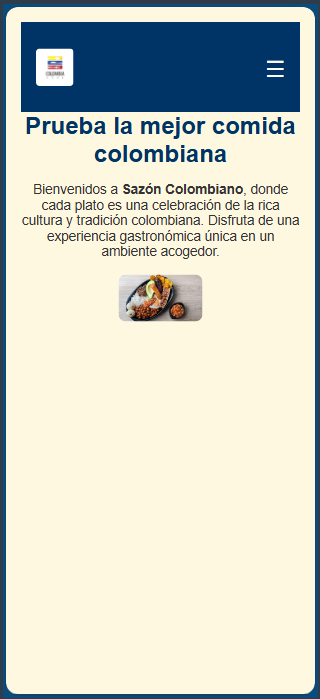 COLOMBIA
☰
Prueba la mejor comida
colombiana
Bienvenidos a Sazón Colombiano, donde
cada plato es una celebración de la rica
cultura y tradición colombiana. Disfruta de una
experiencia gastronómica única en un
ambiente acogedor.